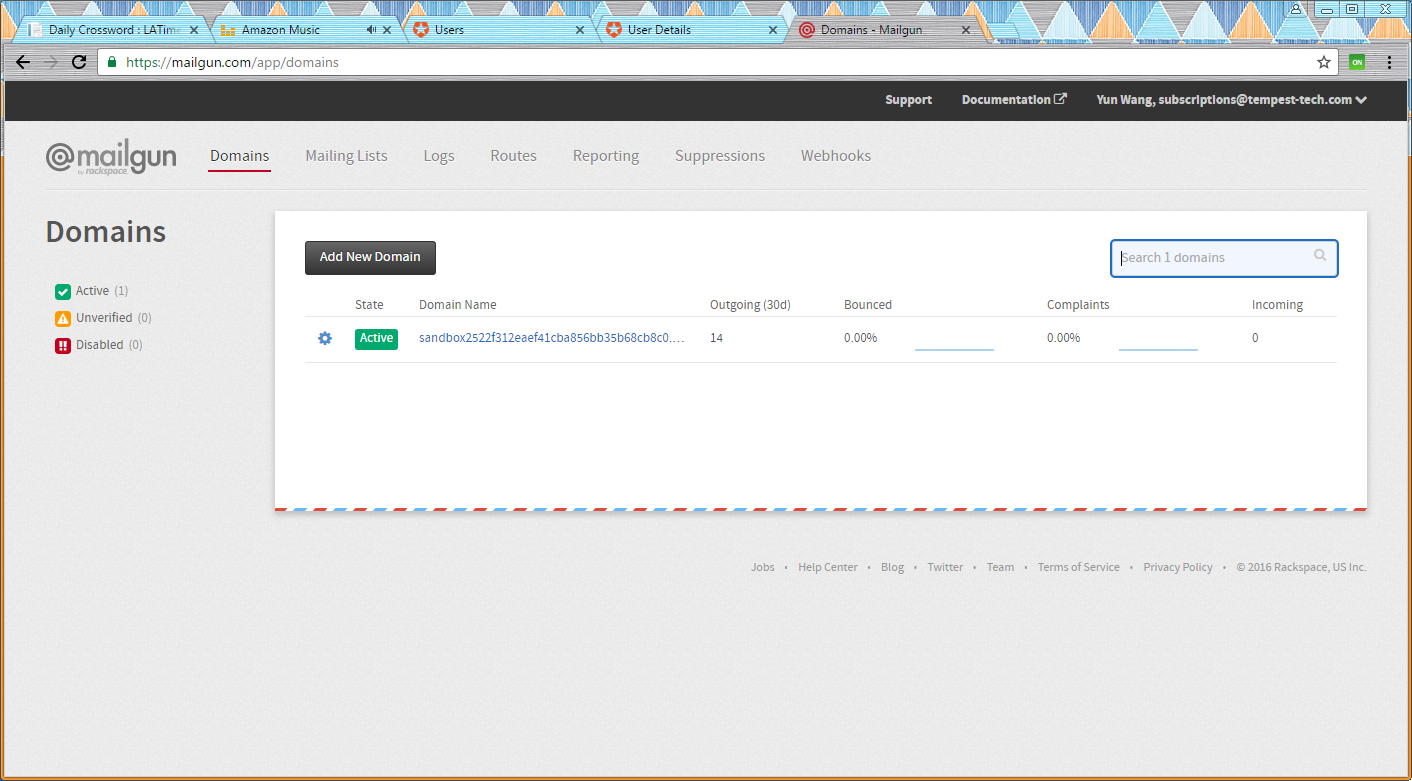 Daily Crossword : LATime
Amazon Music
Users
User Details
Domains - Mailgun
https://mailgun.com/app/domains
ON
Support
Documentation
Yun Wang, subscriptions@tempest-tech.com
@mailgun
by rackspace.
Domains
Mailing Lists
Logs
Routes
Reporting
Suppressions
Webhooks
Domains
Active (1)
Unverified (0)
Disabled (0)
Add New Domain
Search 1 domains
State Domain Name Outgoing (30d) Bounced Complaints Incoming
Active sandbox2522f312eaef41cba856bb35b68cb8c0.… 14 0.00% 0.00% 0
Jobs • Help Center • Blog • Twitter • Team • Terms of Service • Privacy Policy • © 2016 Rackspace, US Inc.